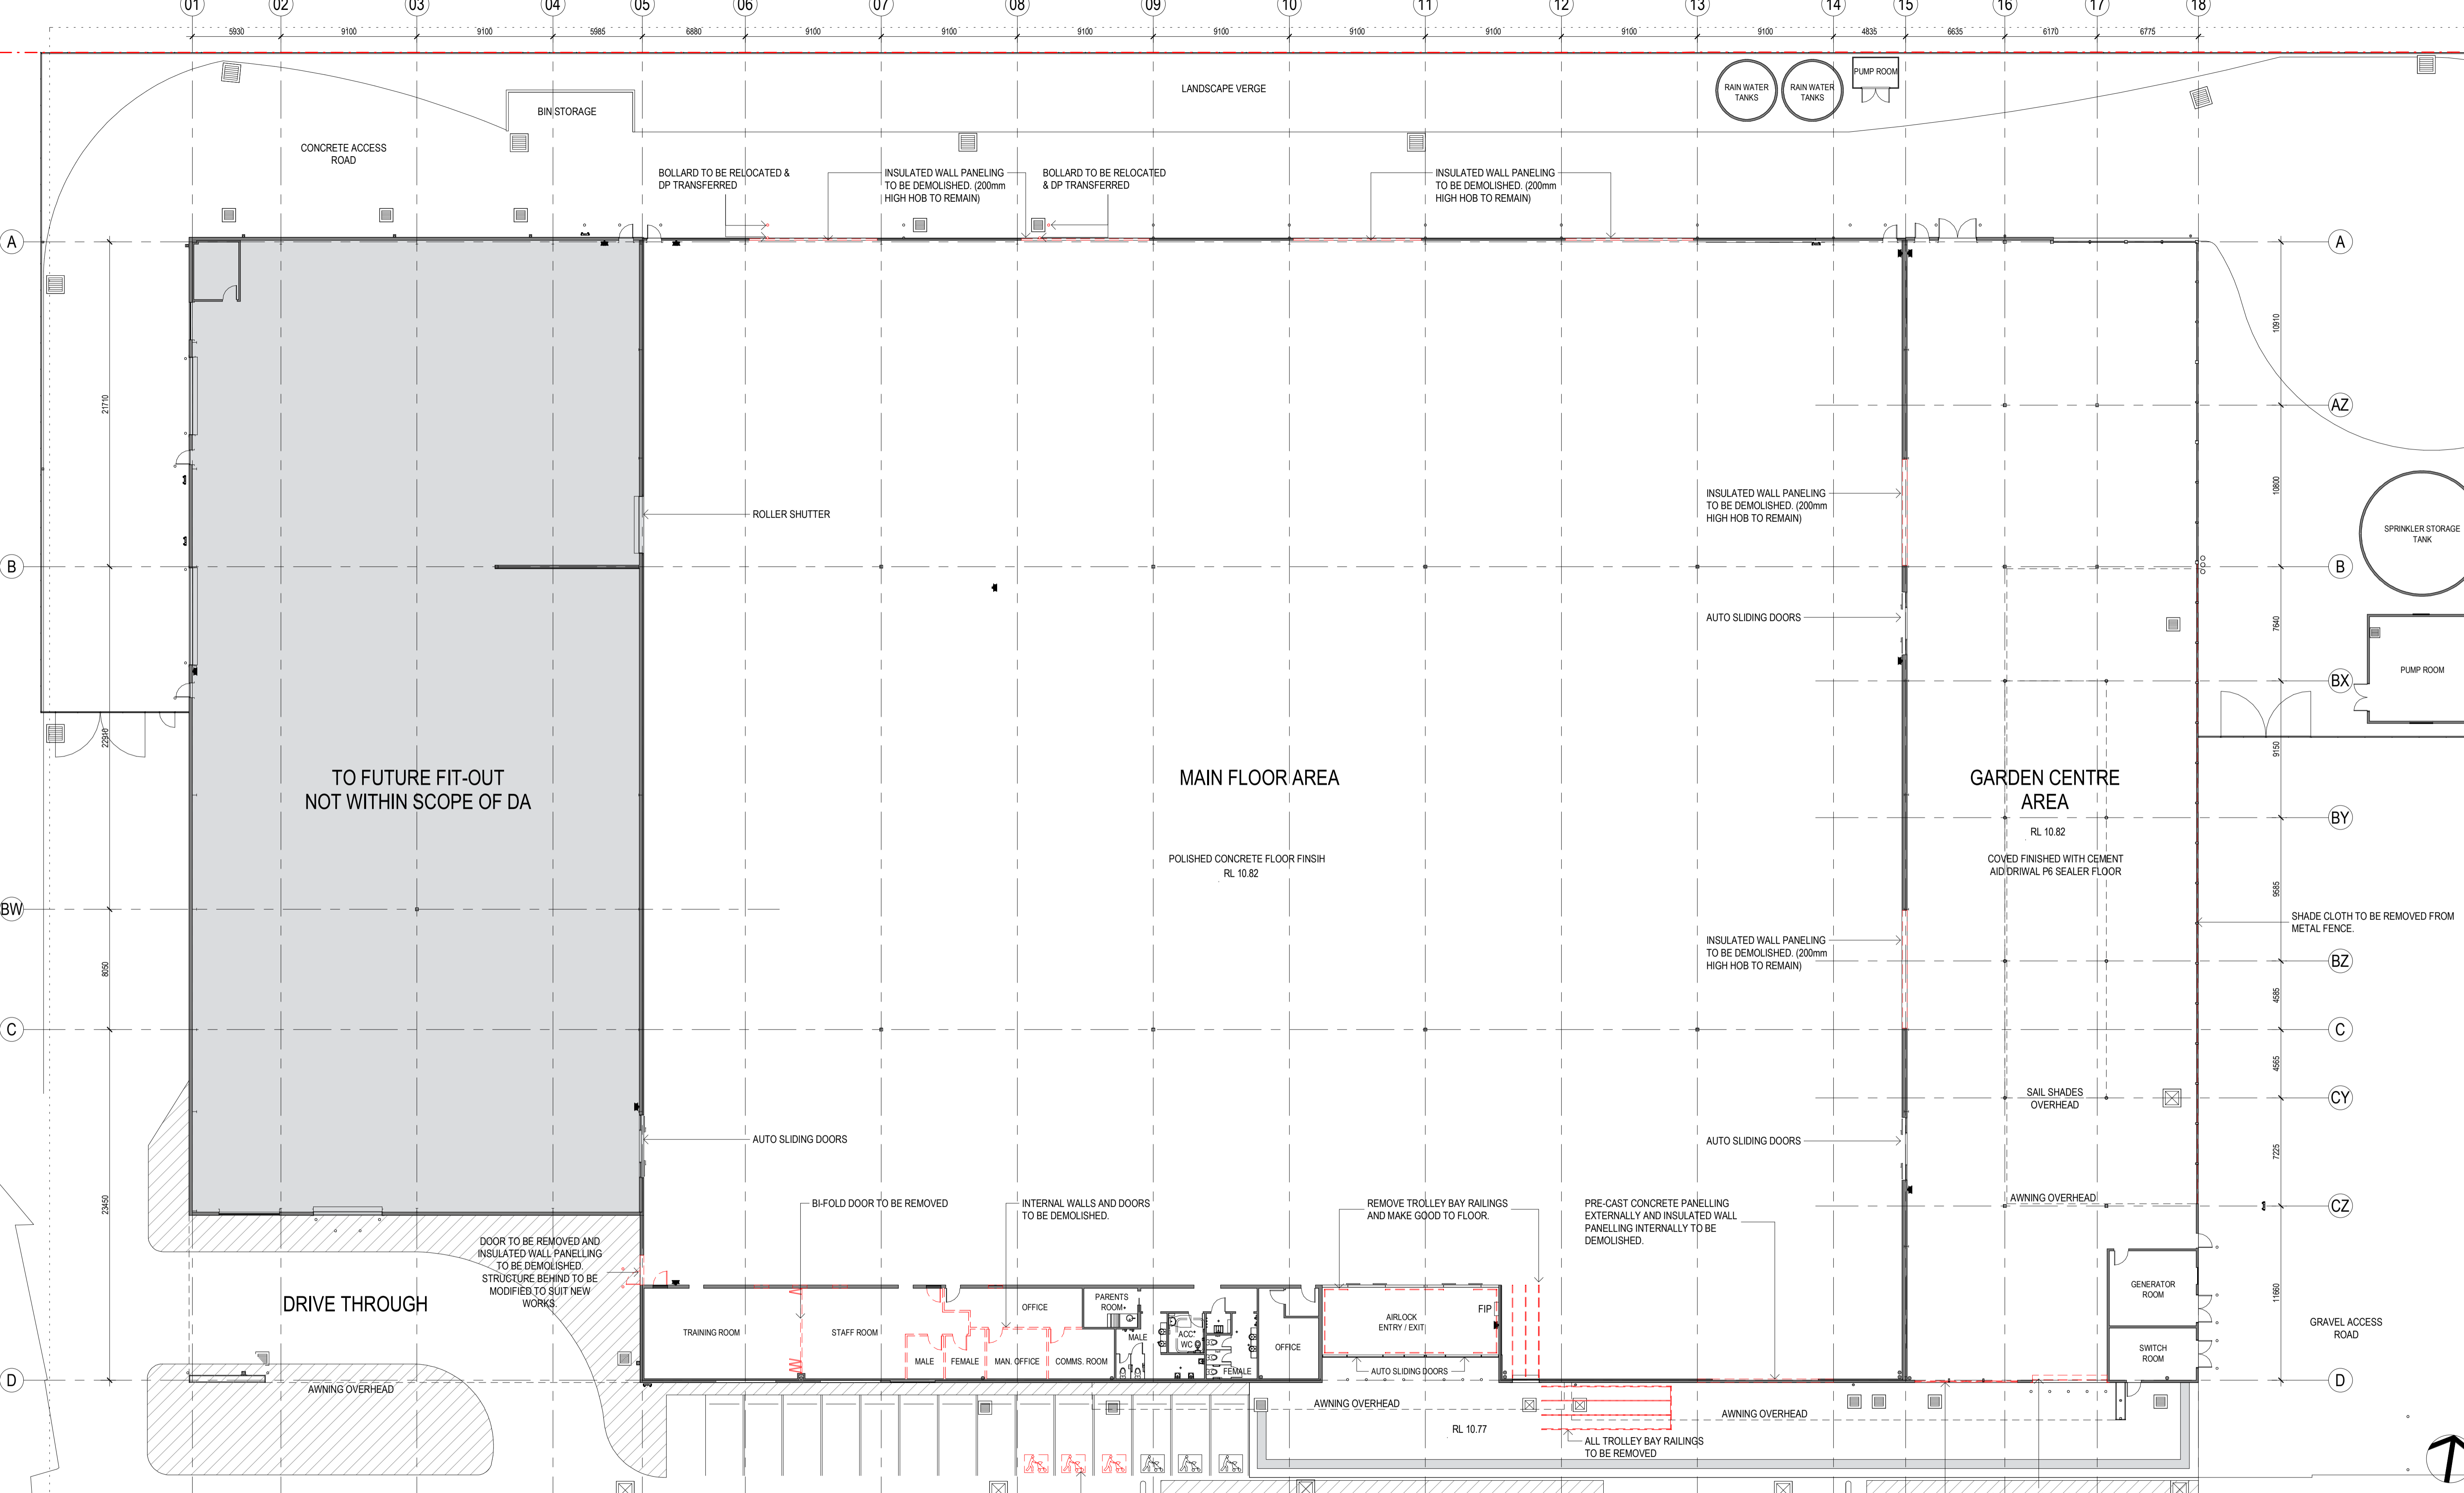 01 02 03 04 05 06 07 08 09 10 11 12 13 14 15 16 17 18
5930 9100 9100 5985 6880 9100 9100 9100 9100 9100 9100 9100 9100 4835 6635 6170 6775
LANDSCAPE VERGE
BIN STORAGE
RAIN WATER
TANKS
RAIN WATER
TANKS
PUMP ROOM
CONCRETE ACCESS
ROAD
BOLLARD TO BE RELOCATED &
DP TRANSFERRED
INSULATED WALL PANELING
TO BE DEMOLISHED. (200mm
HIGH HOB TO REMAIN)
BOLLARD TO BE RELOCATED
& DP TRANSFERRED
INSULATED WALL PANELING
TO BE DEMOLISHED. (200mm
HIGH HOB TO REMAIN)
A
A
10910
21710
AZ
10800
INSULATED WALL PANELING
TO BE DEMOLISHED. (200mm
HIGH HOB TO REMAIN)
ROLLER SHUTTER
SPRINKLER STORAGE
TANK
B
B
AUTO SLIDING DOORS
7640
PUMP ROOM
BX
22910
9150
TO FUTURE FIT-OUT
NOT WITHIN SCOPE OF DA
MAIN FLOOR AREA
GARDEN CENTRE
AREA
RL 10.82
BY
POLISHED CONCRETE FLOOR FINSIH
RL 10.82
COVED FINISHED WITH CEMENT
AID DRIWAL P6 SEALER FLOOR
9585
BW
SHADE CLOTH TO BE REMOVED FROM
METAL FENCE.
INSULATED WALL PANELING
TO BE DEMOLISHED. (200mm
HIGH HOB TO REMAIN)
BZ
8050
4585
C
C
4565
SAIL SHADES
OVERHEAD
CY
AUTO SLIDING DOORS
AUTO SLIDING DOORS
7225
23450
BI-FOLD DOOR TO BE REMOVED
INTERNAL WALLS AND DOORS
TO BE DEMOLISHED.
REMOVE TROLLEY BAY RAILINGS
AND MAKE GOOD TO FLOOR.
PRE-CAST CONCRETE PANELLING
EXTERNALLY AND INSULATED WALL
PANELLING INTERNALLY TO BE
DEMOLISHED.
AWNING OVERHEAD
CZ
DOOR TO BE REMOVED AND
INSULATED WALL PANELLING
TO BE DEMOLISHED.
STRUCTURE BEHIND TO BE
MODIFIED TO SUIT NEW
WORKS.
DRIVE THROUGH
TRAINING ROOM
STAFF ROOM
OFFICE
PARENTS
ROOM
MALE
FEMALE
MAN. OFFICE
COMMS. ROOM
MALE
ACC.
WC
FEMALE
OFFICE
AIRLOCK
ENTRY / EXIT
FIP
AUTO SLIDING DOORS
GENERATOR
ROOM
SWITCH
ROOM
11660
GRAVEL ACCESS
ROAD
D
D
AWNING OVERHEAD
AWNING OVERHEAD
AWNING OVERHEAD
RL 10.77
ALL TROLLEY BAY RAILINGS
TO BE REMOVED